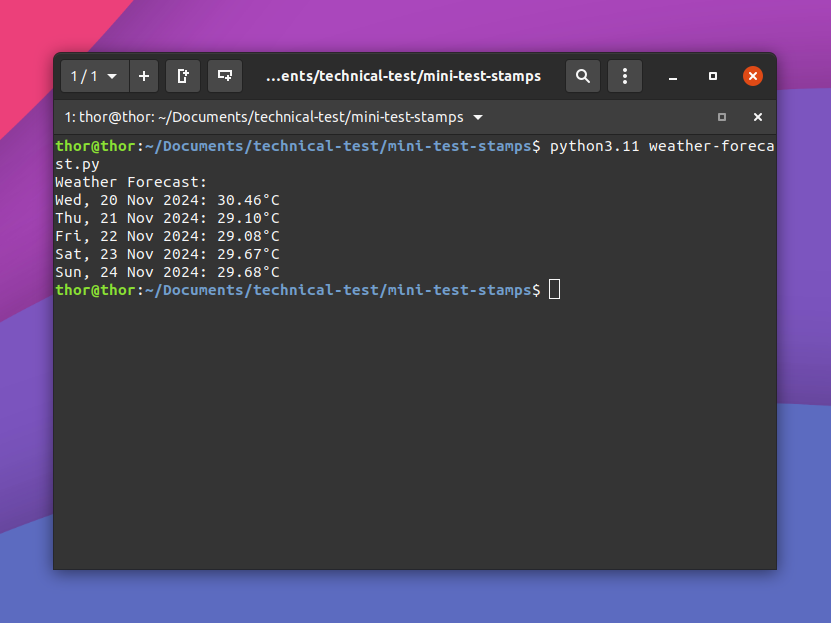 1 / 1
…ents/technical-test/mini-test-stamps
1: thor@thor: ~/Documents/technical-test/mini-test-stamps
thor@thor:~/Documents/technical-test/mini-test-stamps$ python3.11 weather-foreca
st.py
Weather Forecast:
Wed, 20 Nov 2024: 30.46°C
Thu, 21 Nov 2024: 29.10°C
Fri, 22 Nov 2024: 29.08°C
Sat, 23 Nov 2024: 29.67°C
Sun, 24 Nov 2024: 29.68°C
thor@thor:~/Documents/technical-test/mini-test-stamps$